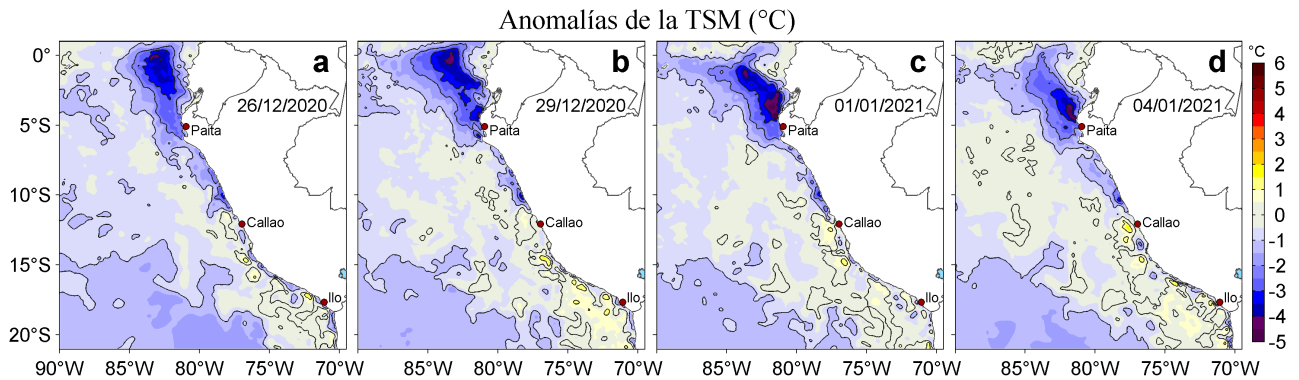 Anomalías de la TSM (°C)
a
26/12/2020
Paita
Callao
Ilo
b
29/12/2020
Paita
Callao
Ilo
c
01/01/2021
Paita
Callao
Ilo
d
04/01/2021
Paita
Callao
Ilo
0°
5°S
10°S
15°S
20°S
90°W 85°W 80°W 75°W 70°W
85°W 80°W 75°W 70°W
85°W 80°W 75°W 70°W
85°W 80°W 75°W 70°W
°C
6
5
4
3
2
1
0
-1
-2
-3
-4
-5